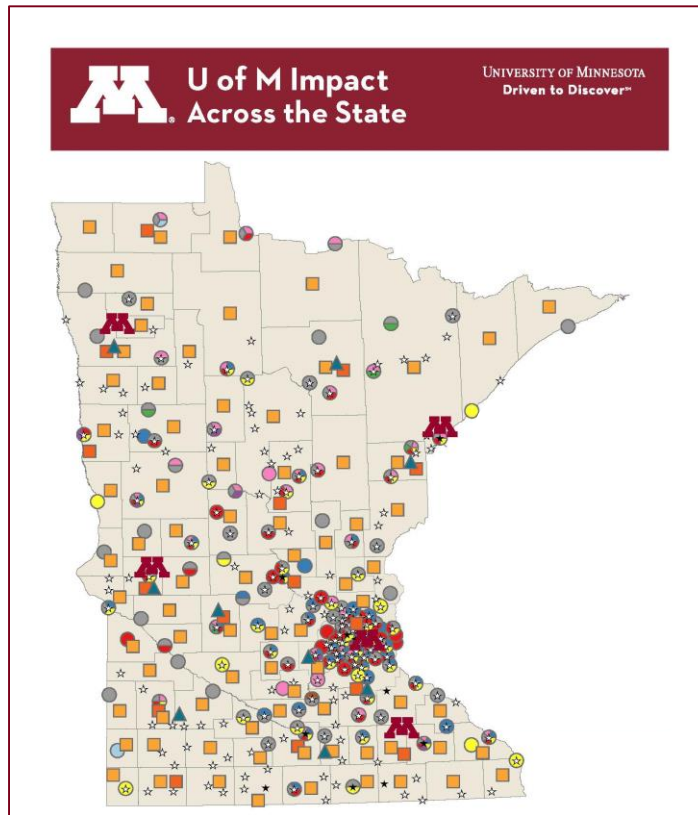 U of M Impact
Across the State
UNIVERSITY OF MINNESOTA
Driven to Discover℠
M
M
M
M
M
M